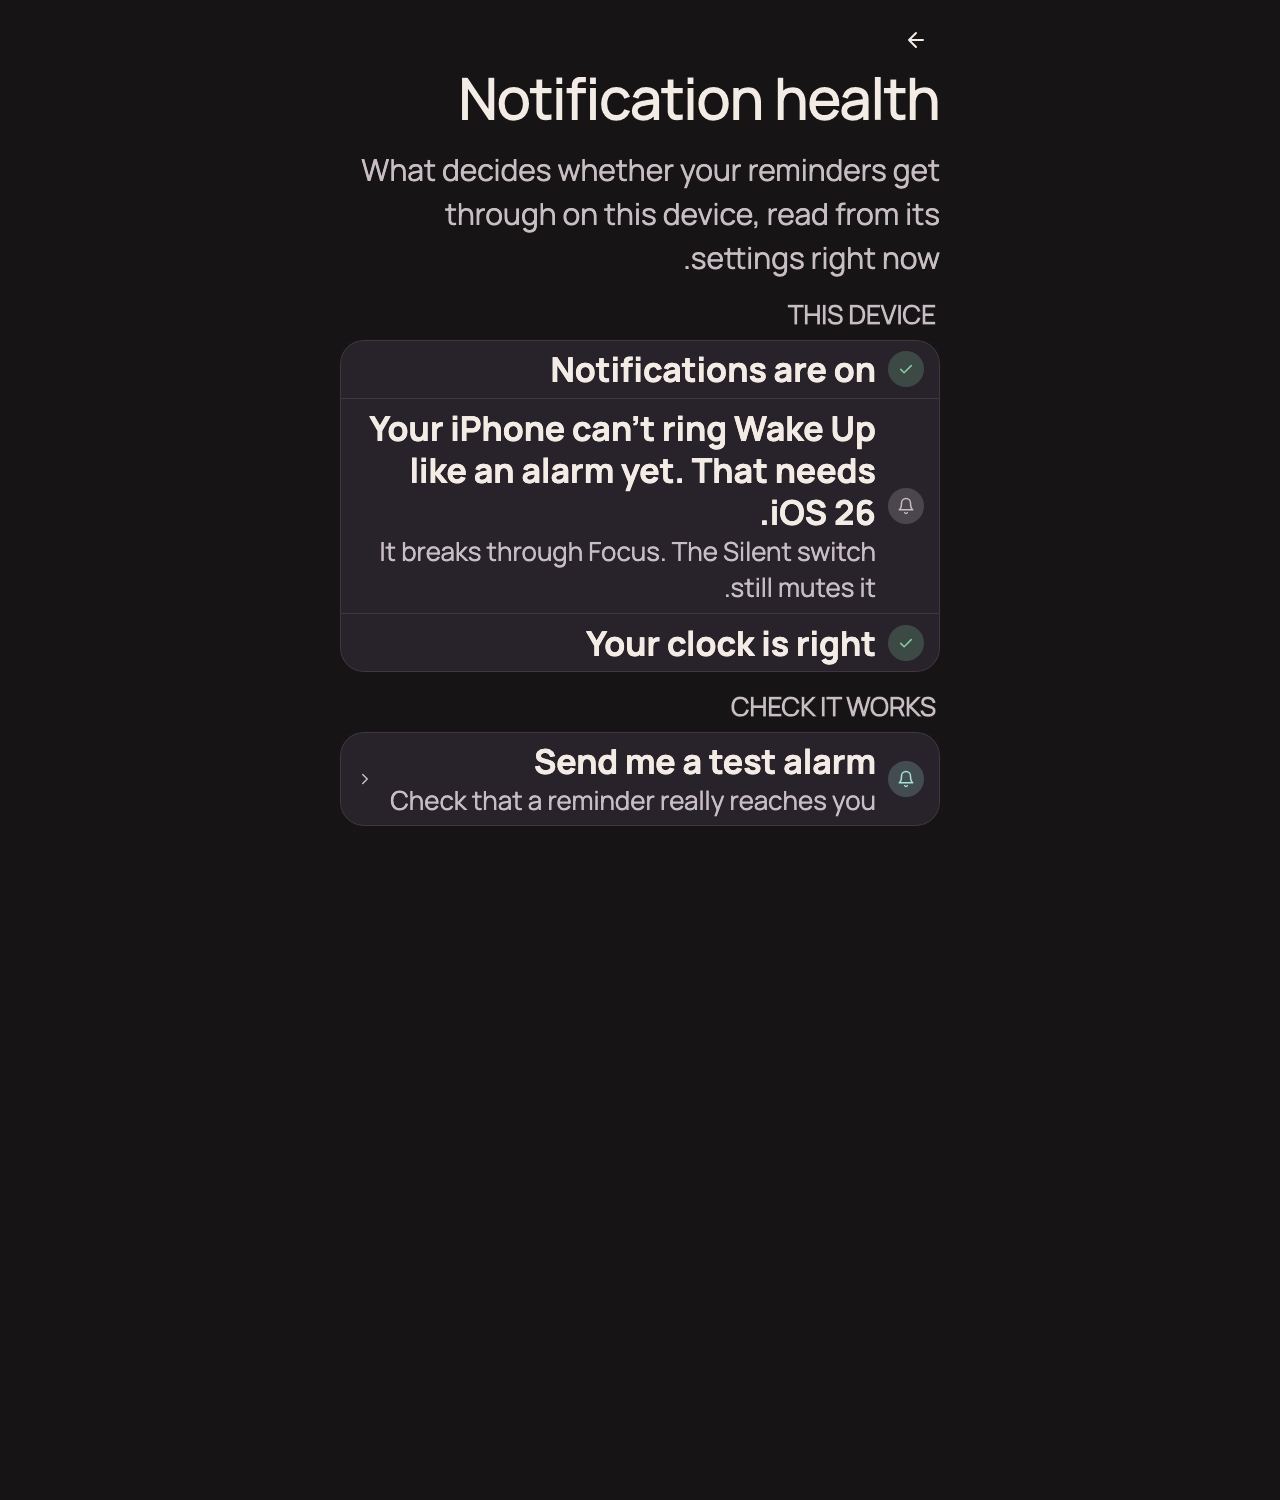 Notification health
What decides whether your reminders get
through on this device, read from its
settings right now.
THIS DEVICE
Notifications are on
Your iPhone can’t ring Wake Up
like an alarm yet. That needs
iOS 26.
It breaks through Focus. The Silent switch
still mutes it.
Your clock is right
CHECK IT WORKS
Send me a test alarm
Check that a reminder really reaches you